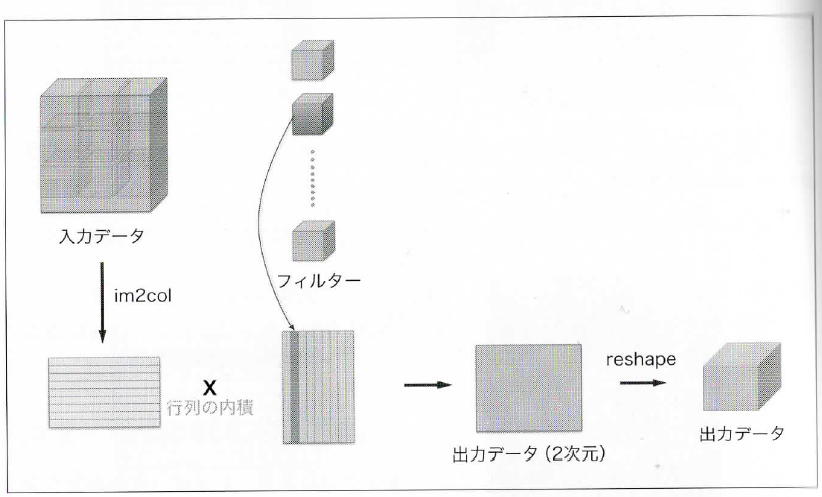 入力データ
フィルター
im2col
X
行列の内積
reshape
出力データ (2次元)
出力データ